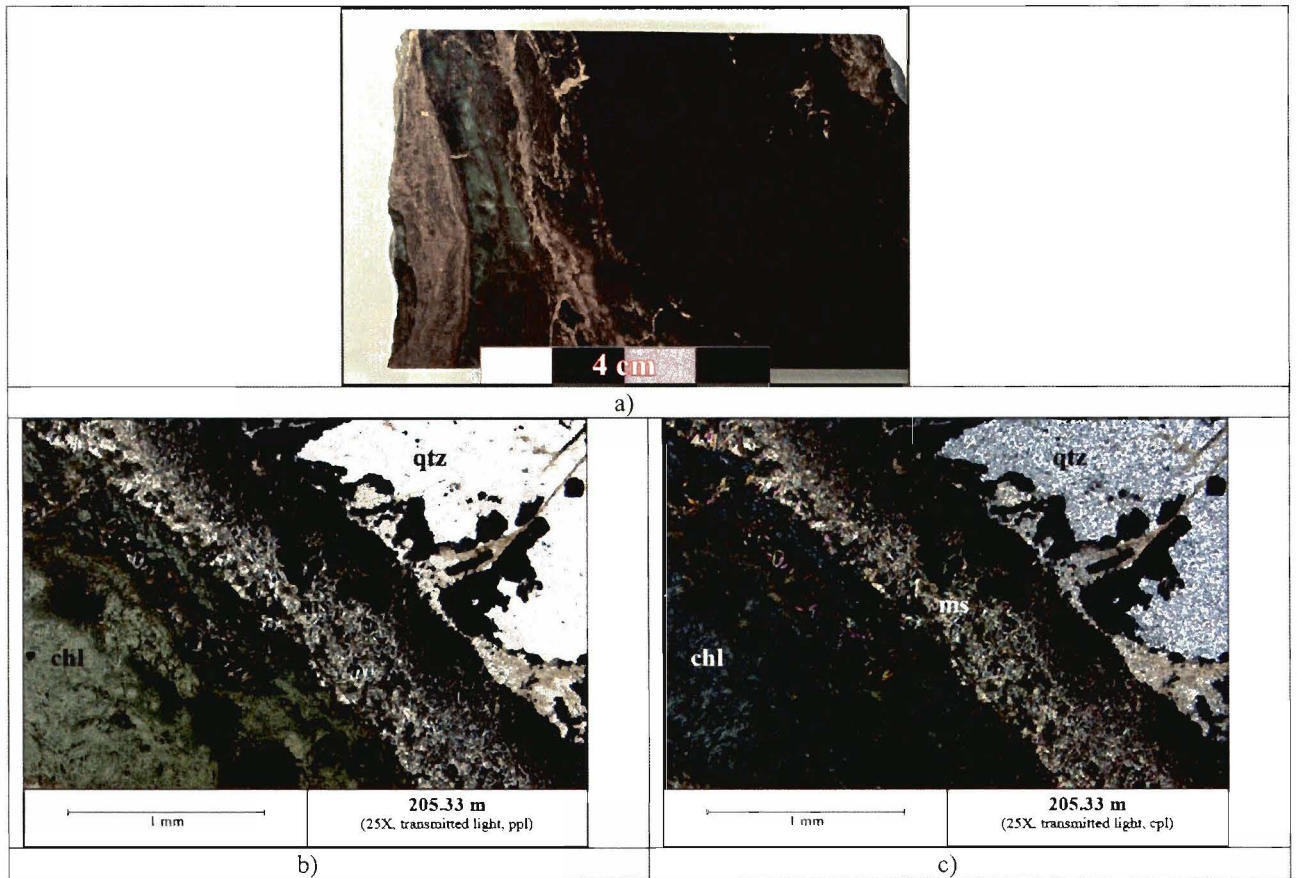 4 cm
a)
qtz
chl
ms
1 mm
205.33 m
(25X, transmitted light, ppl)
b)
qtz
ms
chl
1 mm
205.33 m
(25X, transmitted light, cpl)
c)